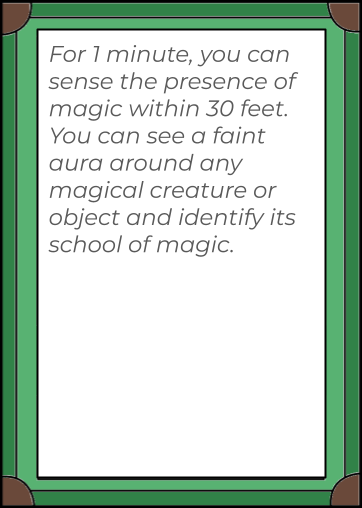 For 1 minute, you can
sense the presence of
magic within 30 feet.
You can see a faint
aura around any
magical creature or
object and identify its
school of magic.